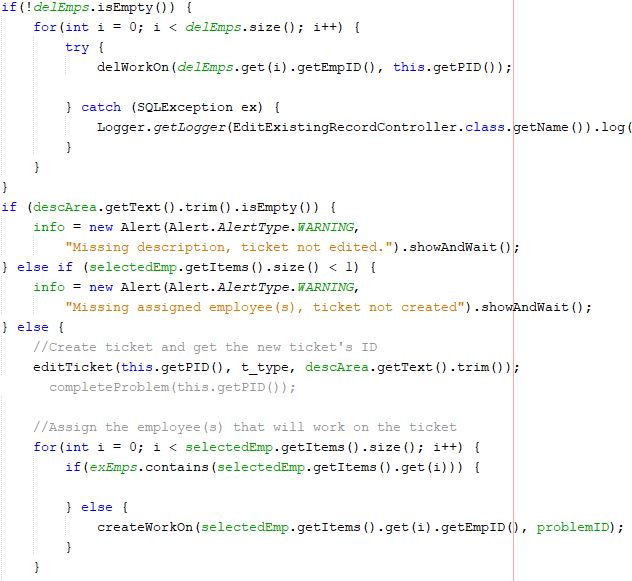 if(!delEmps.isEmpty()) {
for(int i = 0; i < delEmps.size(); i++) {
try {
delWorkOn(delEmps.get(i).getEmpID(), this.getPID());
} catch (SQLException ex) {
Logger.getLogger(EditExistingRecordController.class.getName()).log(
}
}
}
if (descArea.getText().trim().isEmpty()) {
info = new Alert(Alert.AlertType.WARNING,
"Missing description, ticket not edited.").showAndWait();
} else if (selectedEmp.getItems().size() < 1) {
info = new Alert(Alert.AlertType.WARNING,
"Missing assigned employee(s), ticket not created").showAndWait();
} else {
//Create ticket and get the new ticket's ID
editTicket(this.getPID(), t_type, descArea.getText().trim());
completeProblem(this.getPID());
//Assign the employee(s) that will work on the ticket
for(int i = 0; i < selectedEmp.getItems().size(); i++) {
if(exEmps.contains(selectedEmp.getItems().get(i))) {
} else {
createWorkOn(selectedEmp.getItems().get(i).getEmpID(), problemID);
}
}